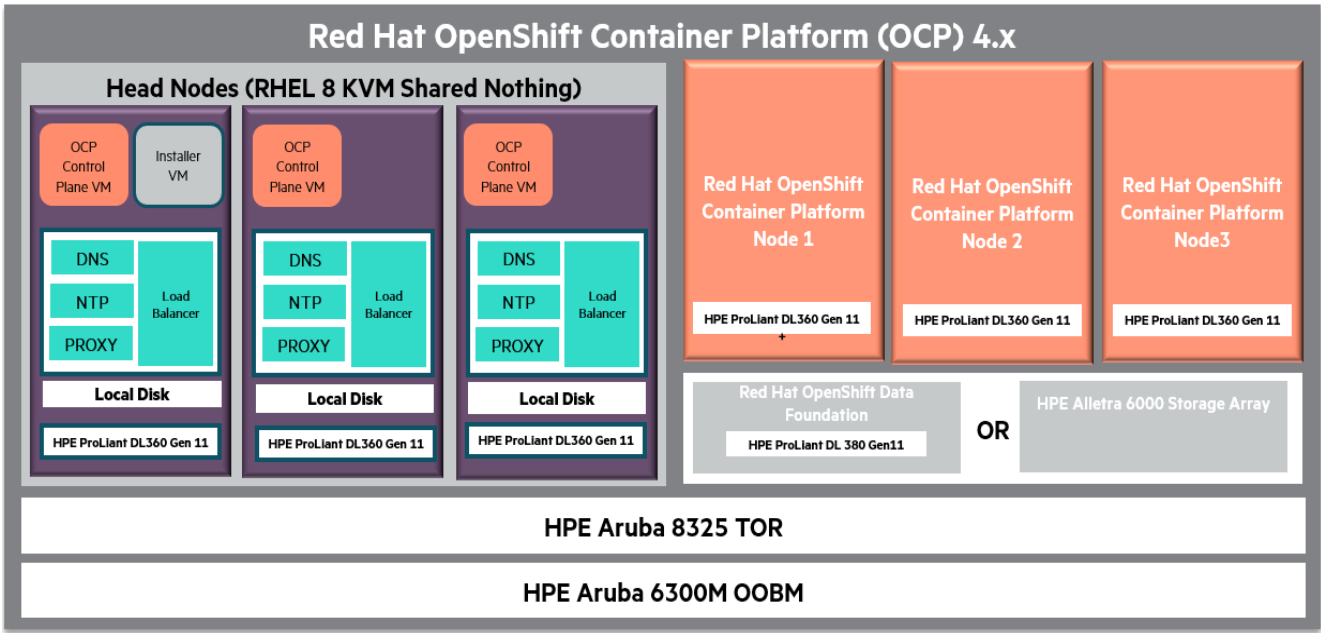 Red Hat OpenShift Container Platform (OCP) 4.x
Head Nodes (RHEL 8 KVM Shared Nothing)
OCP
Control
Plane VM
Installer
VM
DNS
NTP
PROXY
Load
Balancer
Local Disk
HPE ProLiant DL360 Gen 11
OCP
Control
Plane VM
DNS
NTP
PROXY
Load
Balancer
Local Disk
HPE ProLiant DL360 Gen 11
OCP
Control
Plane VM
DNS
NTP
PROXY
Load
Balancer
Local Disk
HPE ProLiant DL360 Gen 11
Red Hat OpenShift
Container Platform
Node 1
HPE ProLiant DL360 Gen 11
+
Red Hat OpenShift
Container Platform
Node 2
HPE ProLiant DL360 Gen 11
Red Hat OpenShift
Container Platform
Node3
HPE ProLiant DL360 Gen 11
Red Hat OpenShift Data
Foundation
HPE ProLiant DL 380 Gen11
OR
HPE Alletra 6000 Storage Array
HPE Aruba 8325 TOR
HPE Aruba 6300M OOBM